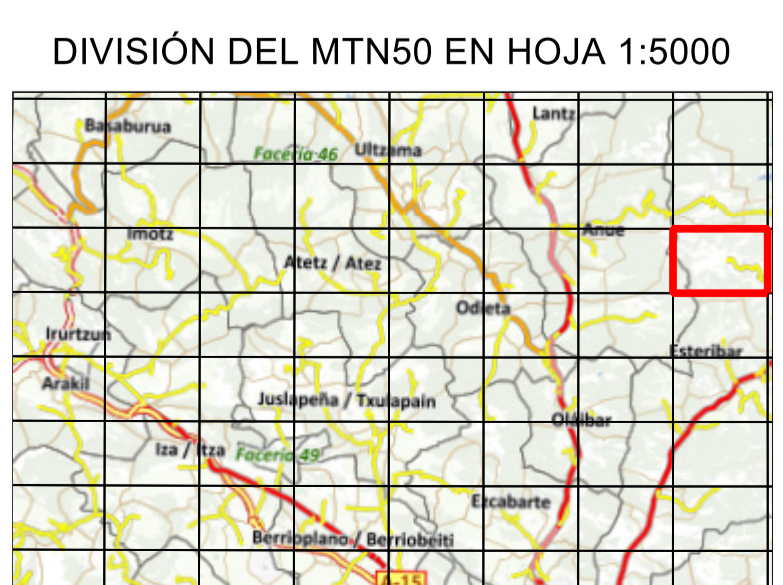 DIVISIÓN DEL MTN50 EN HOJA 1:5000
Lantz
Basaburua
Facería 46
Ultzama
Imotz
Anue
Atetz / Atez
Odieta
Irurtzun
Esteribar
Arakil
Juslapeña / Txulapain
Olaibar
Iza / Itza
Facería 49
Ezcabarte
Berrioplano / Berriobeiti
A-15